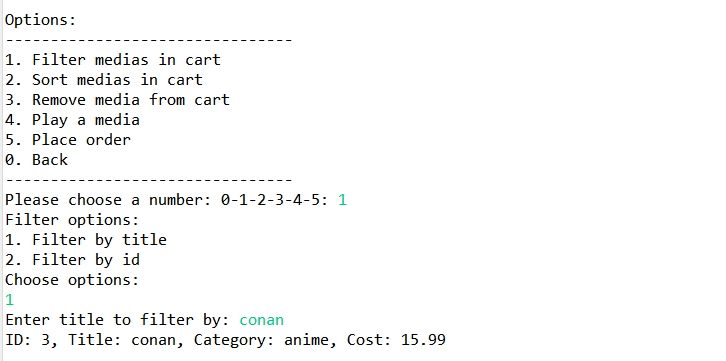 Options:
--------------------------------
1. Filter medias in cart
2. Sort medias in cart
3. Remove media from cart
4. Play a media
5. Place order
0. Back
--------------------------------
Please choose a number: 0-1-2-3-4-5: 1
Filter options:
1. Filter by title
2. Filter by id
Choose options:
1
Enter title to filter by: conan
ID: 3, Title: conan, Category: anime, Cost: 15.99